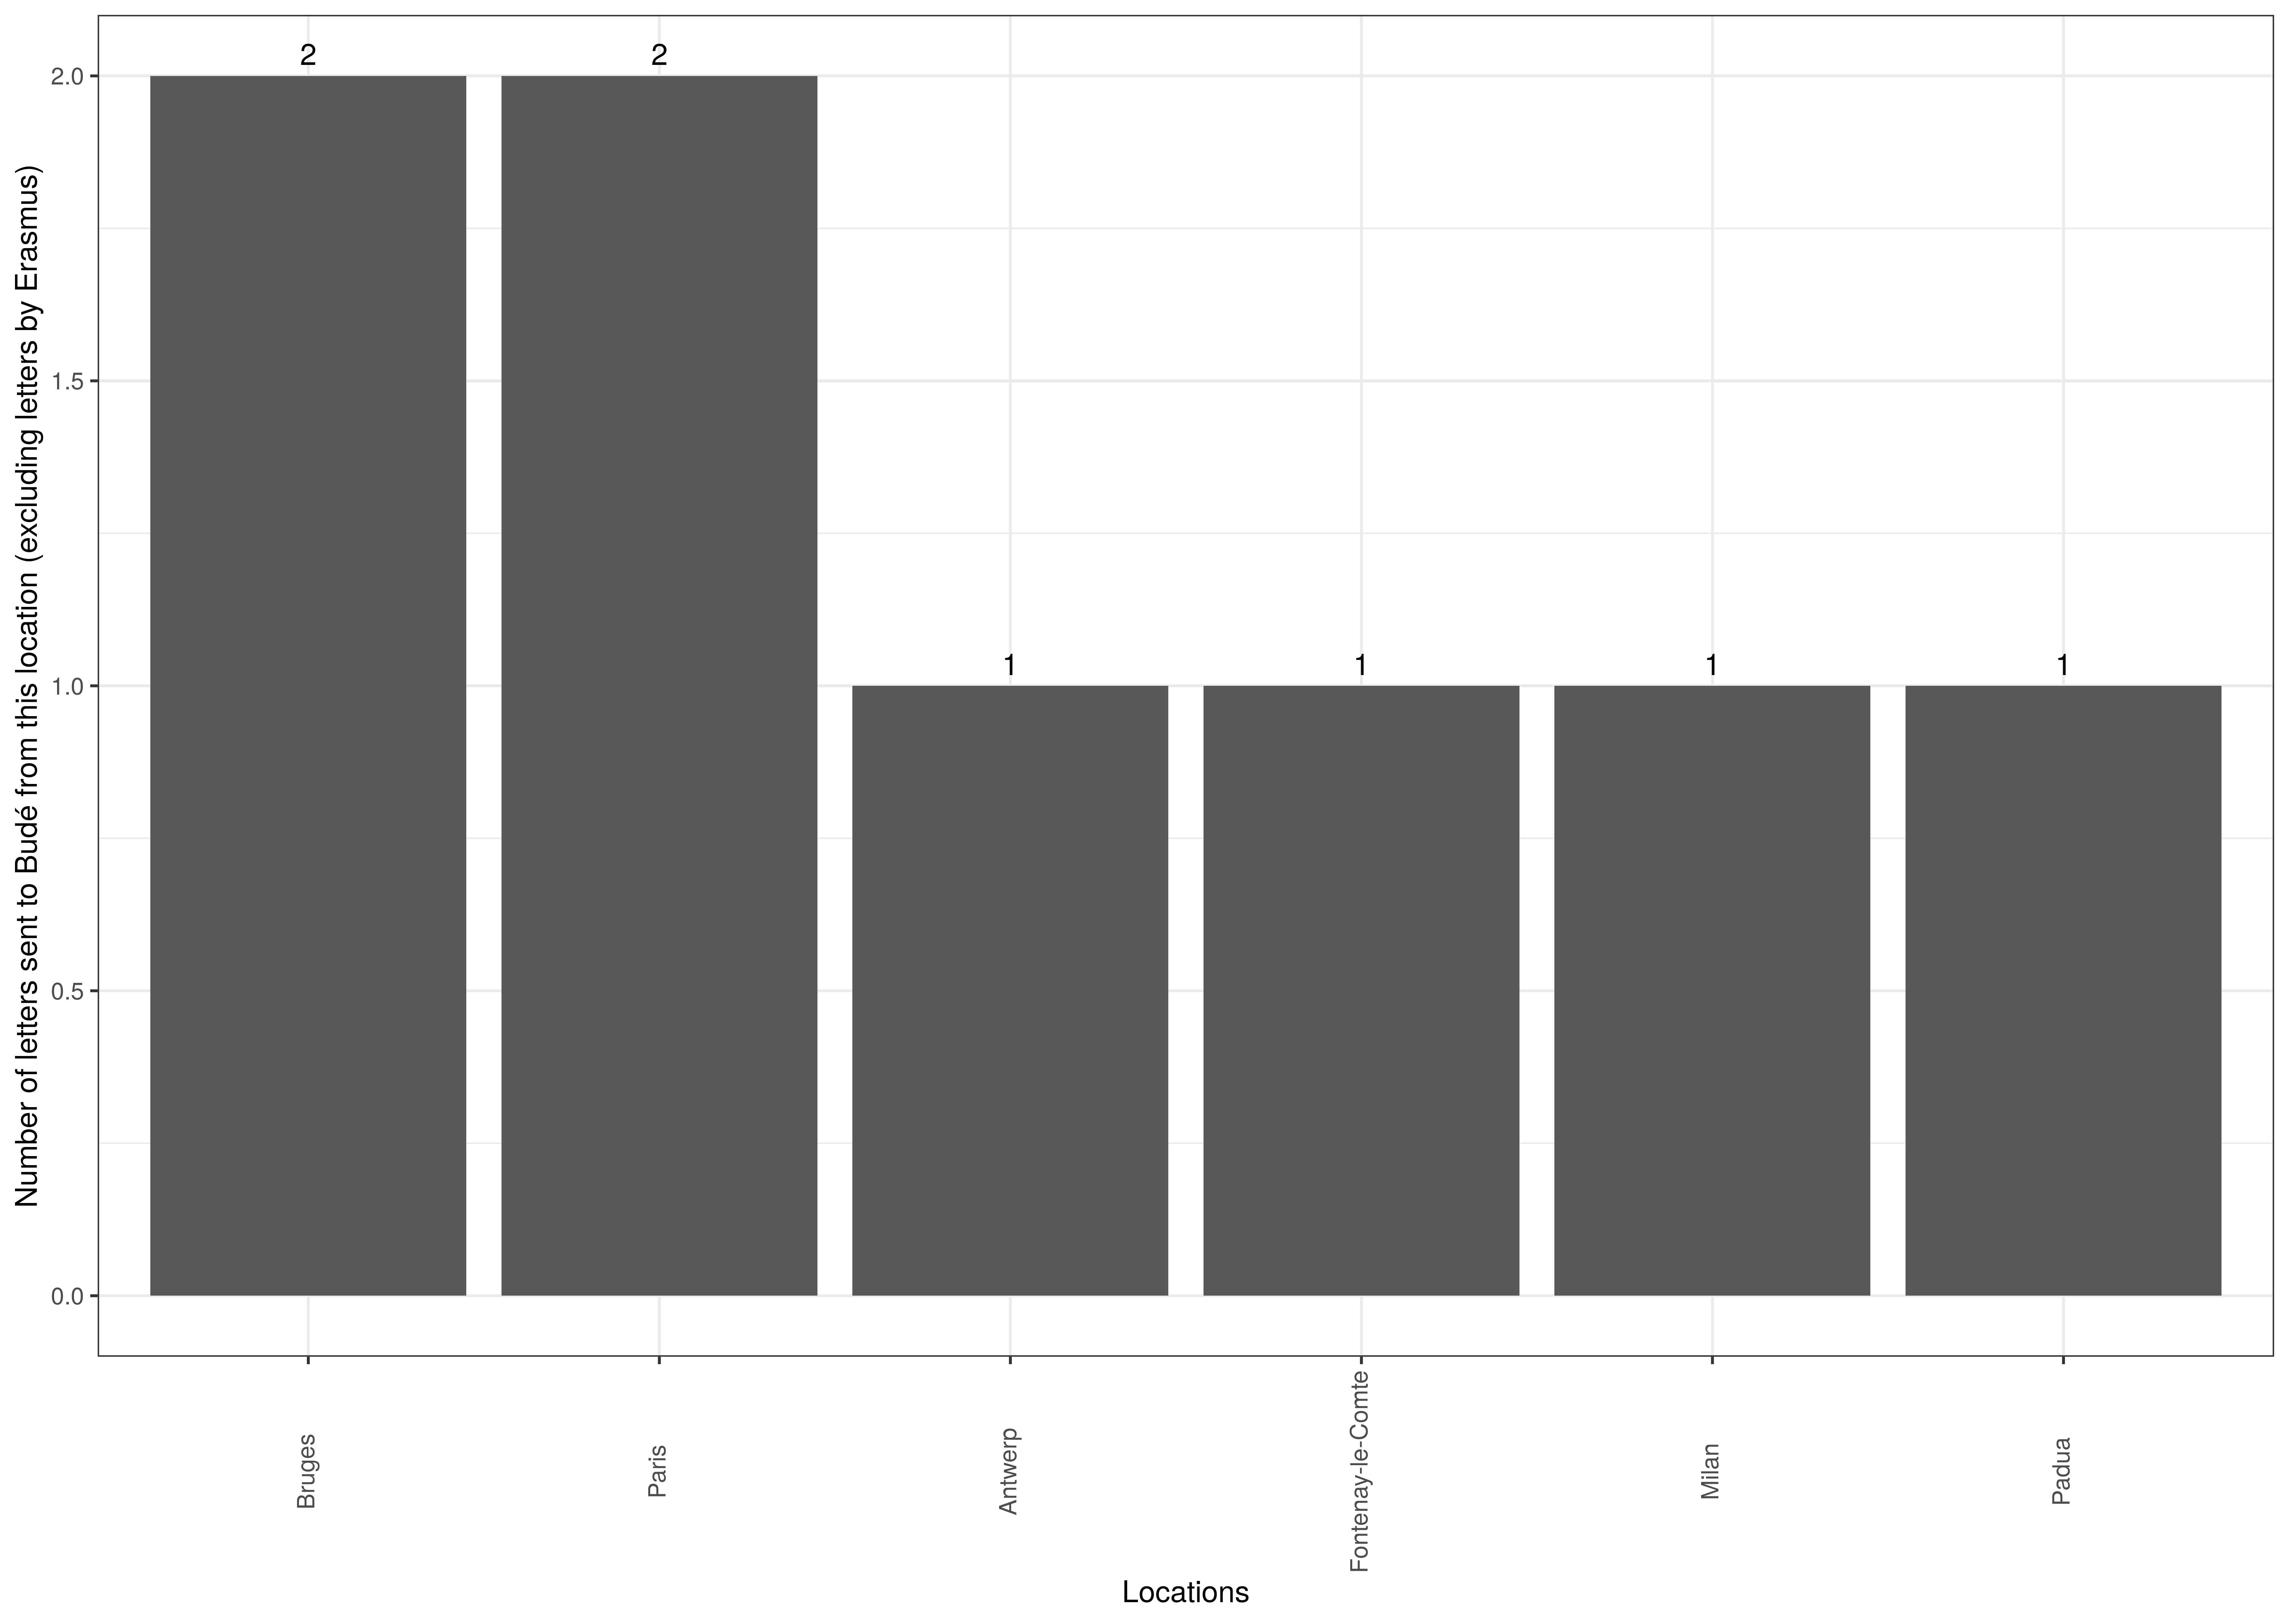 Number of letters sent to Budé from this location (excluding letters by Erasmus)
2.0
1.5
1.0
0.5
0.0
2
2
1
1
1
1
Bruges
Paris
Antwerp
Fontenay-le-Comte
Milan
Padua
Locations